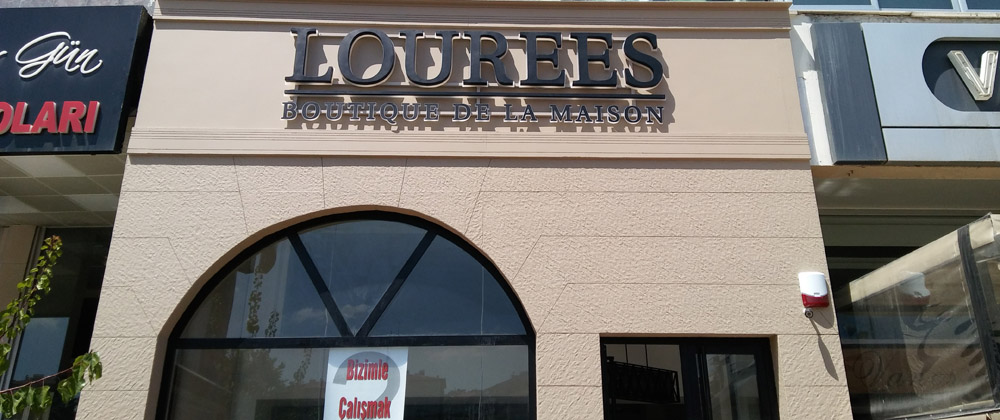 LOUREES
BOUTIQUE DE LA MAISON
Gün
OLARI
V
Bizimle
Çalışmak
?